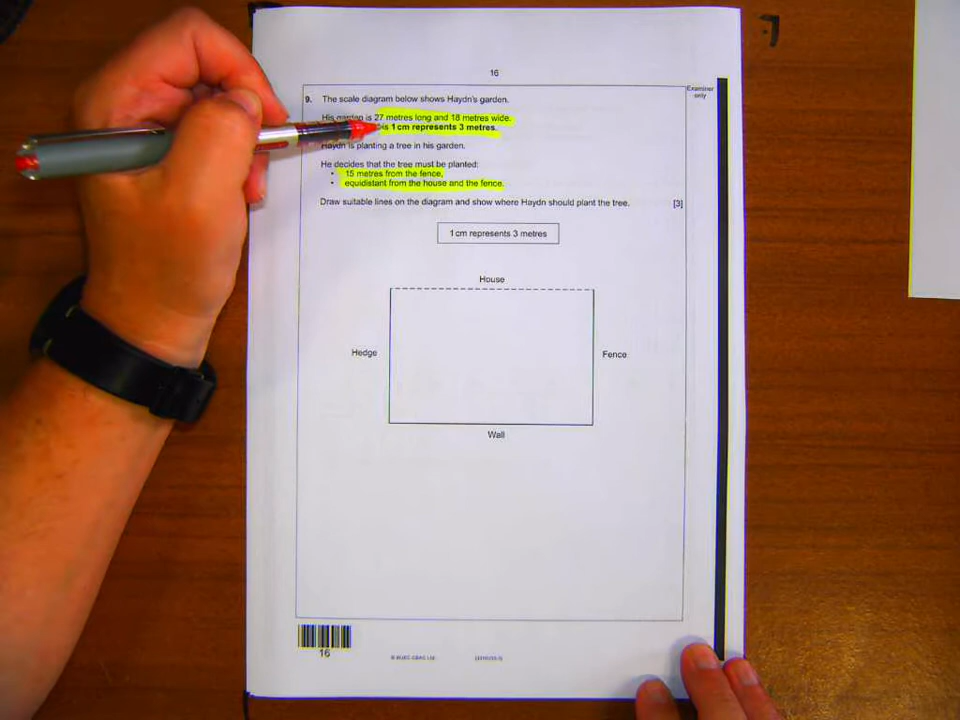 16
Examiner
only
9. The scale diagram below shows Haydn's garden.
His garden is 27 metres long and 18 metres wide.
is 1 cm represents 3 metres.
Haydn is planting a tree in his garden.
He decides that the tree must be planted:
• 15 metres from the fence,
• equidistant from the house and the fence.
Draw suitable lines on the diagram and show where Haydn should plant the tree. [3]
1 cm represents 3 metres
House
Hedge
Fence
Wall
16